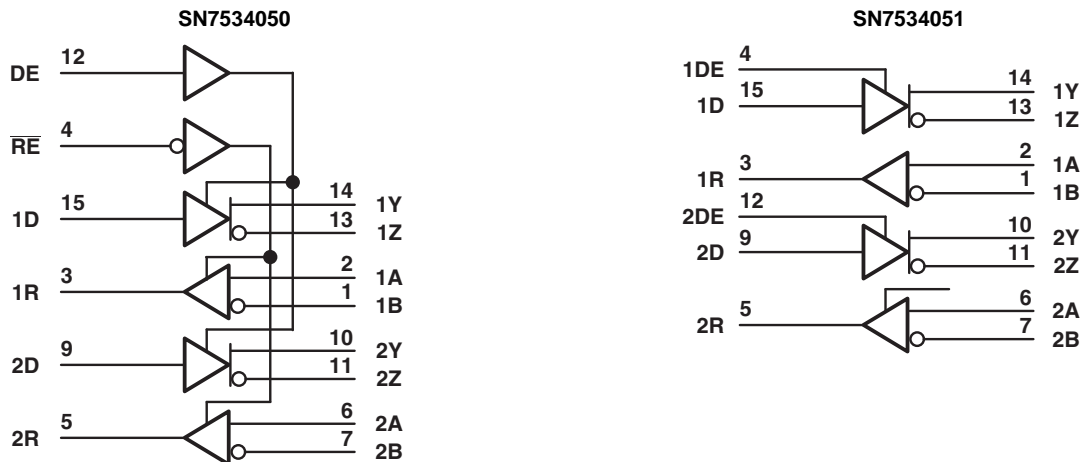 SN7534050
DE 12
RE 4
1D 15
14 1Y
13 1Z
1R 3
2 1A
1 1B
2D 9
10 2Y
11 2Z
2R 5
6 2A
7 2B
SN7534051
1DE 4
1D 15
14 1Y
13 1Z
1R 3
2 1A
1 1B
2DE 12
2D 9
10 2Y
11 2Z
2R 5
6 2A
7 2B